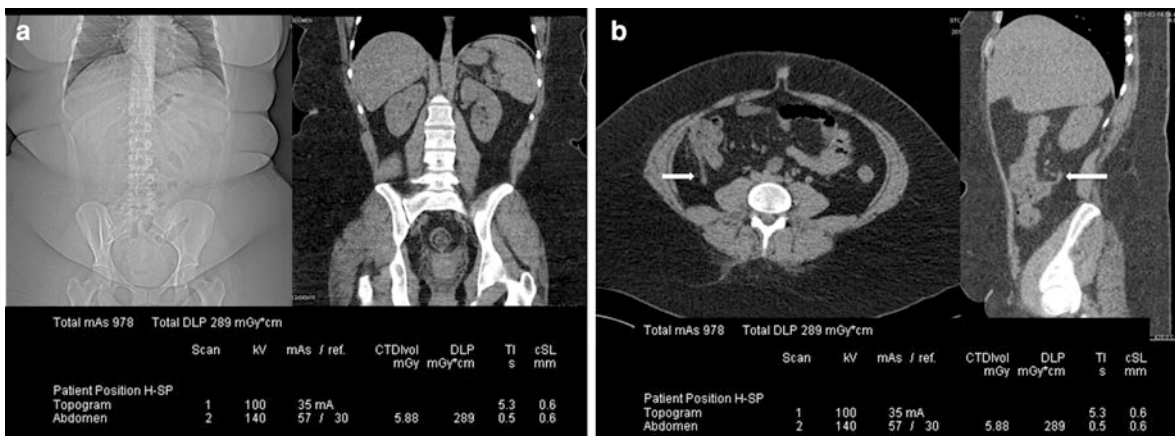 a
Total mAs 978 Total DLP 289 mGy*cm
Scan kV mAs / ref. CTDIvol DLP TI cSL
mGy mGy*cm s mm
Patient Position H-SP
Topogram 1 100 35 mA 5.3 0.6
Abdomen 2 140 57 / 30 5.88 289 0.5 0.6
b
Total mAs 978 Total DLP 289 mGy*cm
Scan kV mAs / ref. CTDIvol DLP TI cSL
mGy mGy*cm s mm
Patient Position H-SP
Topogram 1 100 35 mA 5.3 0.6
Abdomen 2 140 57 / 30 5.88 289 0.5 0.6